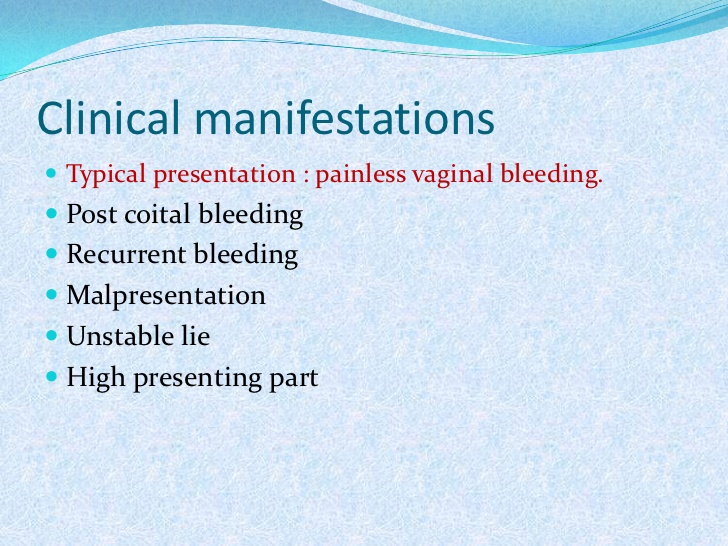 Clinical manifestations
Typical presentation : painless vaginal bleeding.
Post coital bleeding
Recurrent bleeding
Malpresentation
Unstable lie
High presenting part